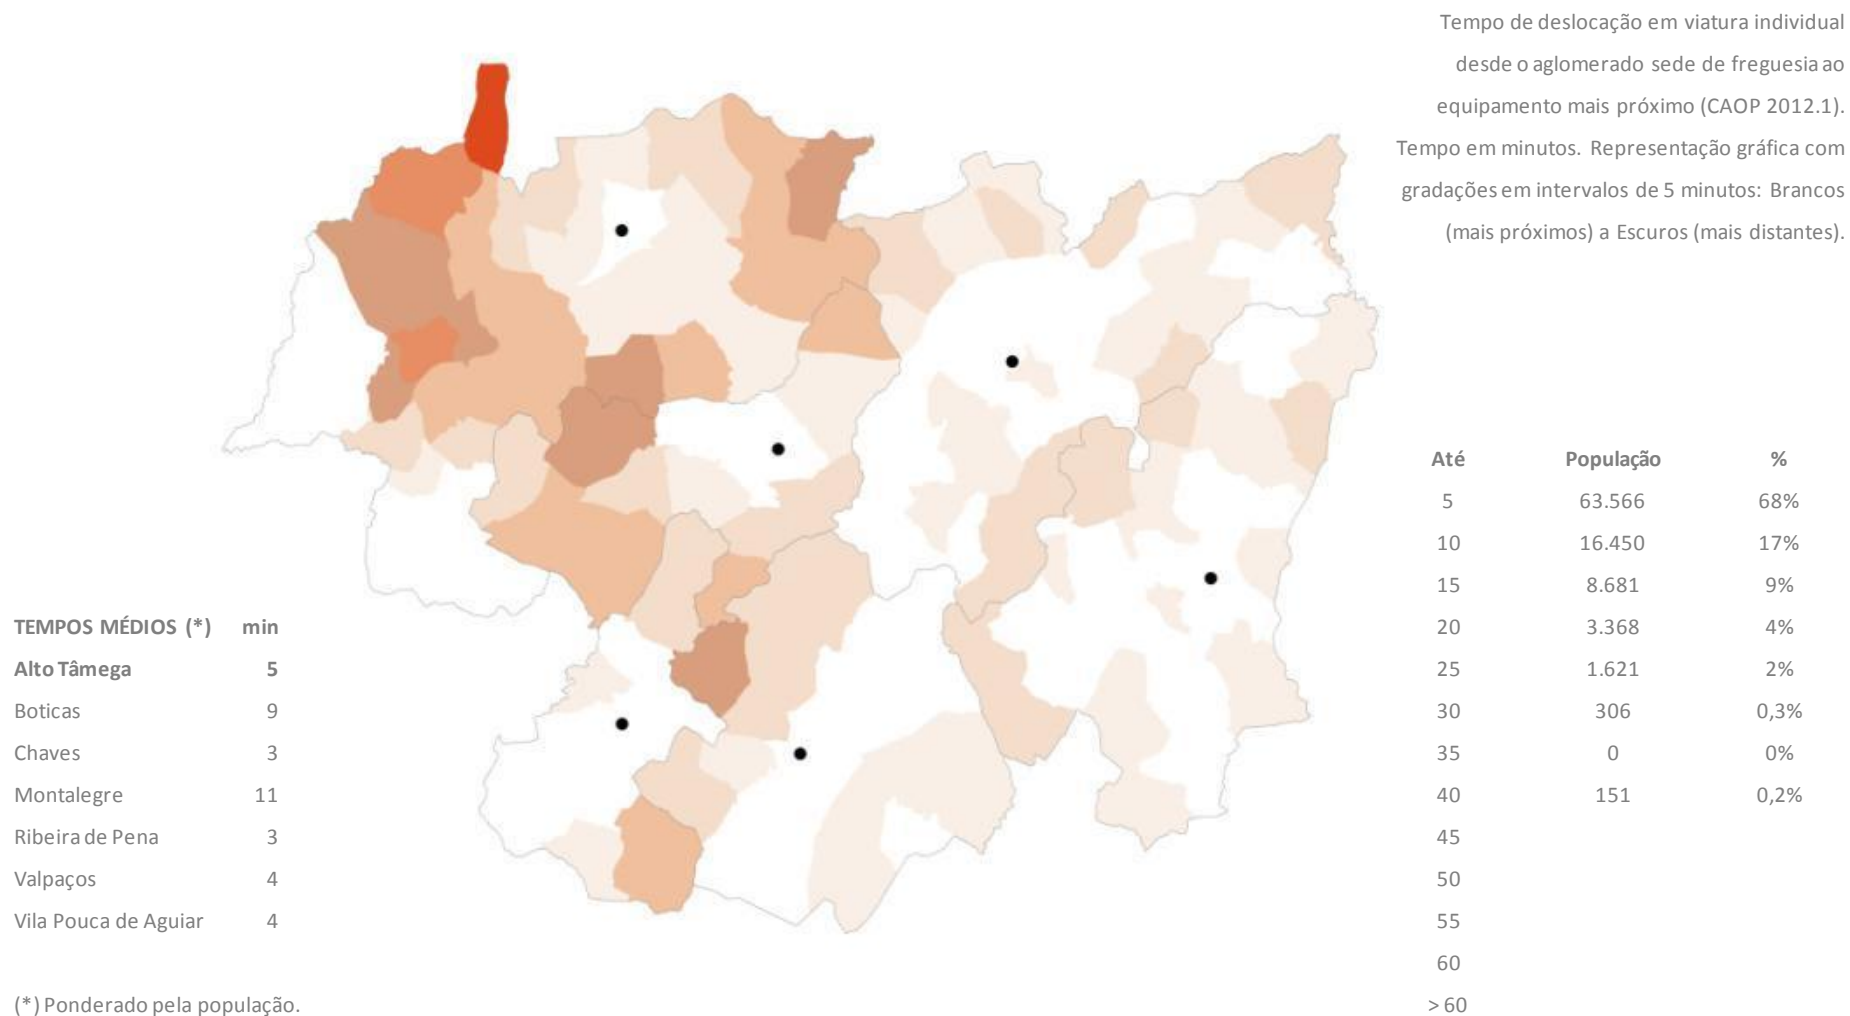 Tempo de deslocação em viatura individual
desde o aglomerado sede de freguesia ao
equipamento mais próximo (CAOP 2012.1).
Tempo em minutos. Representação gráfica com
gradações em intervalos de 5 minutos: Brancos
(mais próximos) a Escuros (mais distantes).
Até População %
5 63.566 68%
10 16.450 17%
15 8.681 9%
20 3.368 4%
25 1.621 2%
30 306 0,3%
35 0 0%
40 151 0,2%
45
50
55
60
> 60
TEMPOS MÉDIOS (*) min
Alto Tâmega 5
Boticas 9
Chaves 3
Montalegre 11
Ribeira de Pena 3
Valpaços 4
Vila Pouca de Aguiar 4
(*) Ponderado pela população.